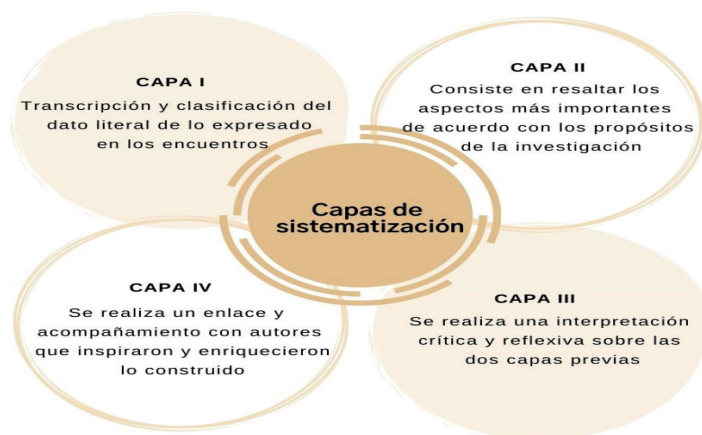 CAPA I
Transcripción y clasificación del
dato literal de lo expresado
en los encuentros
CAPA II
Consiste en resaltar los
aspectos más importantes
de acuerdo con los propósitos
de la investigación
Capas de
sistematización
CAPA IV
Se realiza un enlace y
acompañamiento con autores
que inspiraron y enriquecieron
lo construido
CAPA III
Se realiza una interpretación
crítica y reflexiva sobre las
dos capas previas